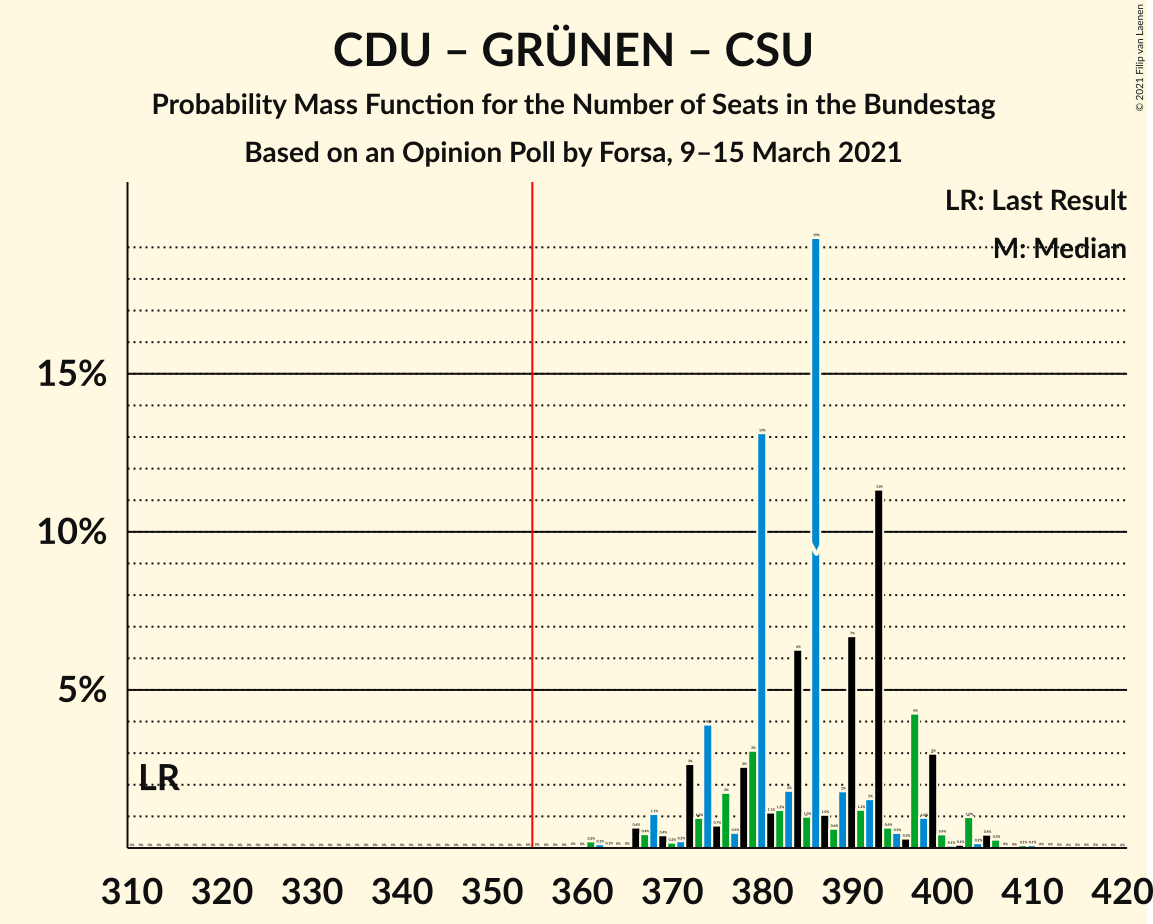 CDU – GRÜNEN – CSU
Probability Mass Function for the Number of Seats in the Bundestag
Based on an Opinion Poll by Forsa, 9–15 March 2021
© 2021 Filip van Laenen
LR: Last Result
M: Median
15%
10%
5%
LR
310 320 330 340 350 360 370 380 390 400 410 420